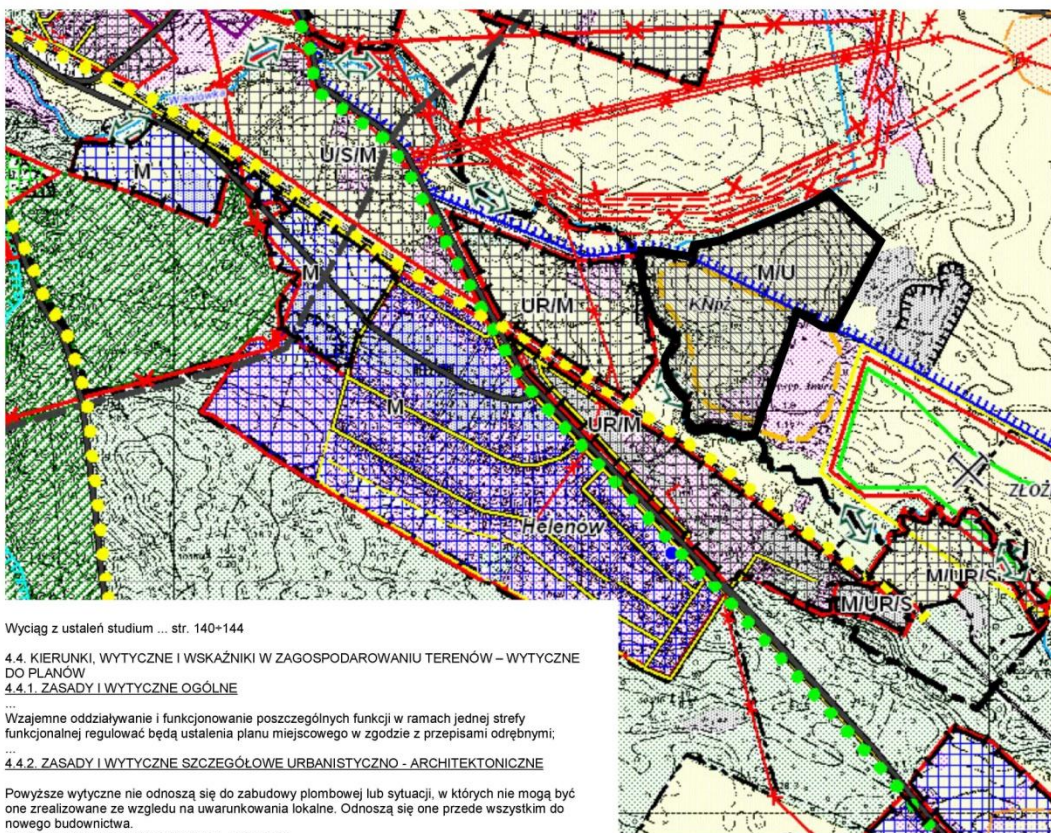 Wiśniówka
M
U/S/M
M
M/U
KNpż
UR/M
M
UR/M
ZŁOŻ
Helenów
M/UR/S
M/UR/S
Wyciąg z ustaleń studium ... str. 140÷144
4.4. KIERUNKI, WYTYCZNE I WSKAŹNIKI W ZAGOSPODAROWANIU TERENÓW – WYTYCZNE
DO PLANÓW
4.4.1. ZASADY I WYTYCZNE OGÓLNE
...
Wzajemne oddziaływanie i funkcjonowanie poszczególnych funkcji w ramach jednej strefy
funkcjonalnej regulować będą ustalenia planu miejscowego w zgodzie z przepisami odrębnymi;
...
4.4.2. ZASADY I WYTYCZNE SZCZEGÓŁOWE URBANISTYCZNO - ARCHITEKTONICZNE
Powyższe wytyczne nie odnoszą się do zabudowy plombowej lub sytuacji, w których nie mogą być
one zrealizowane ze względu na uwarunkowania lokalne. Odnoszą się one przede wszystkim do
nowego budownictwa.